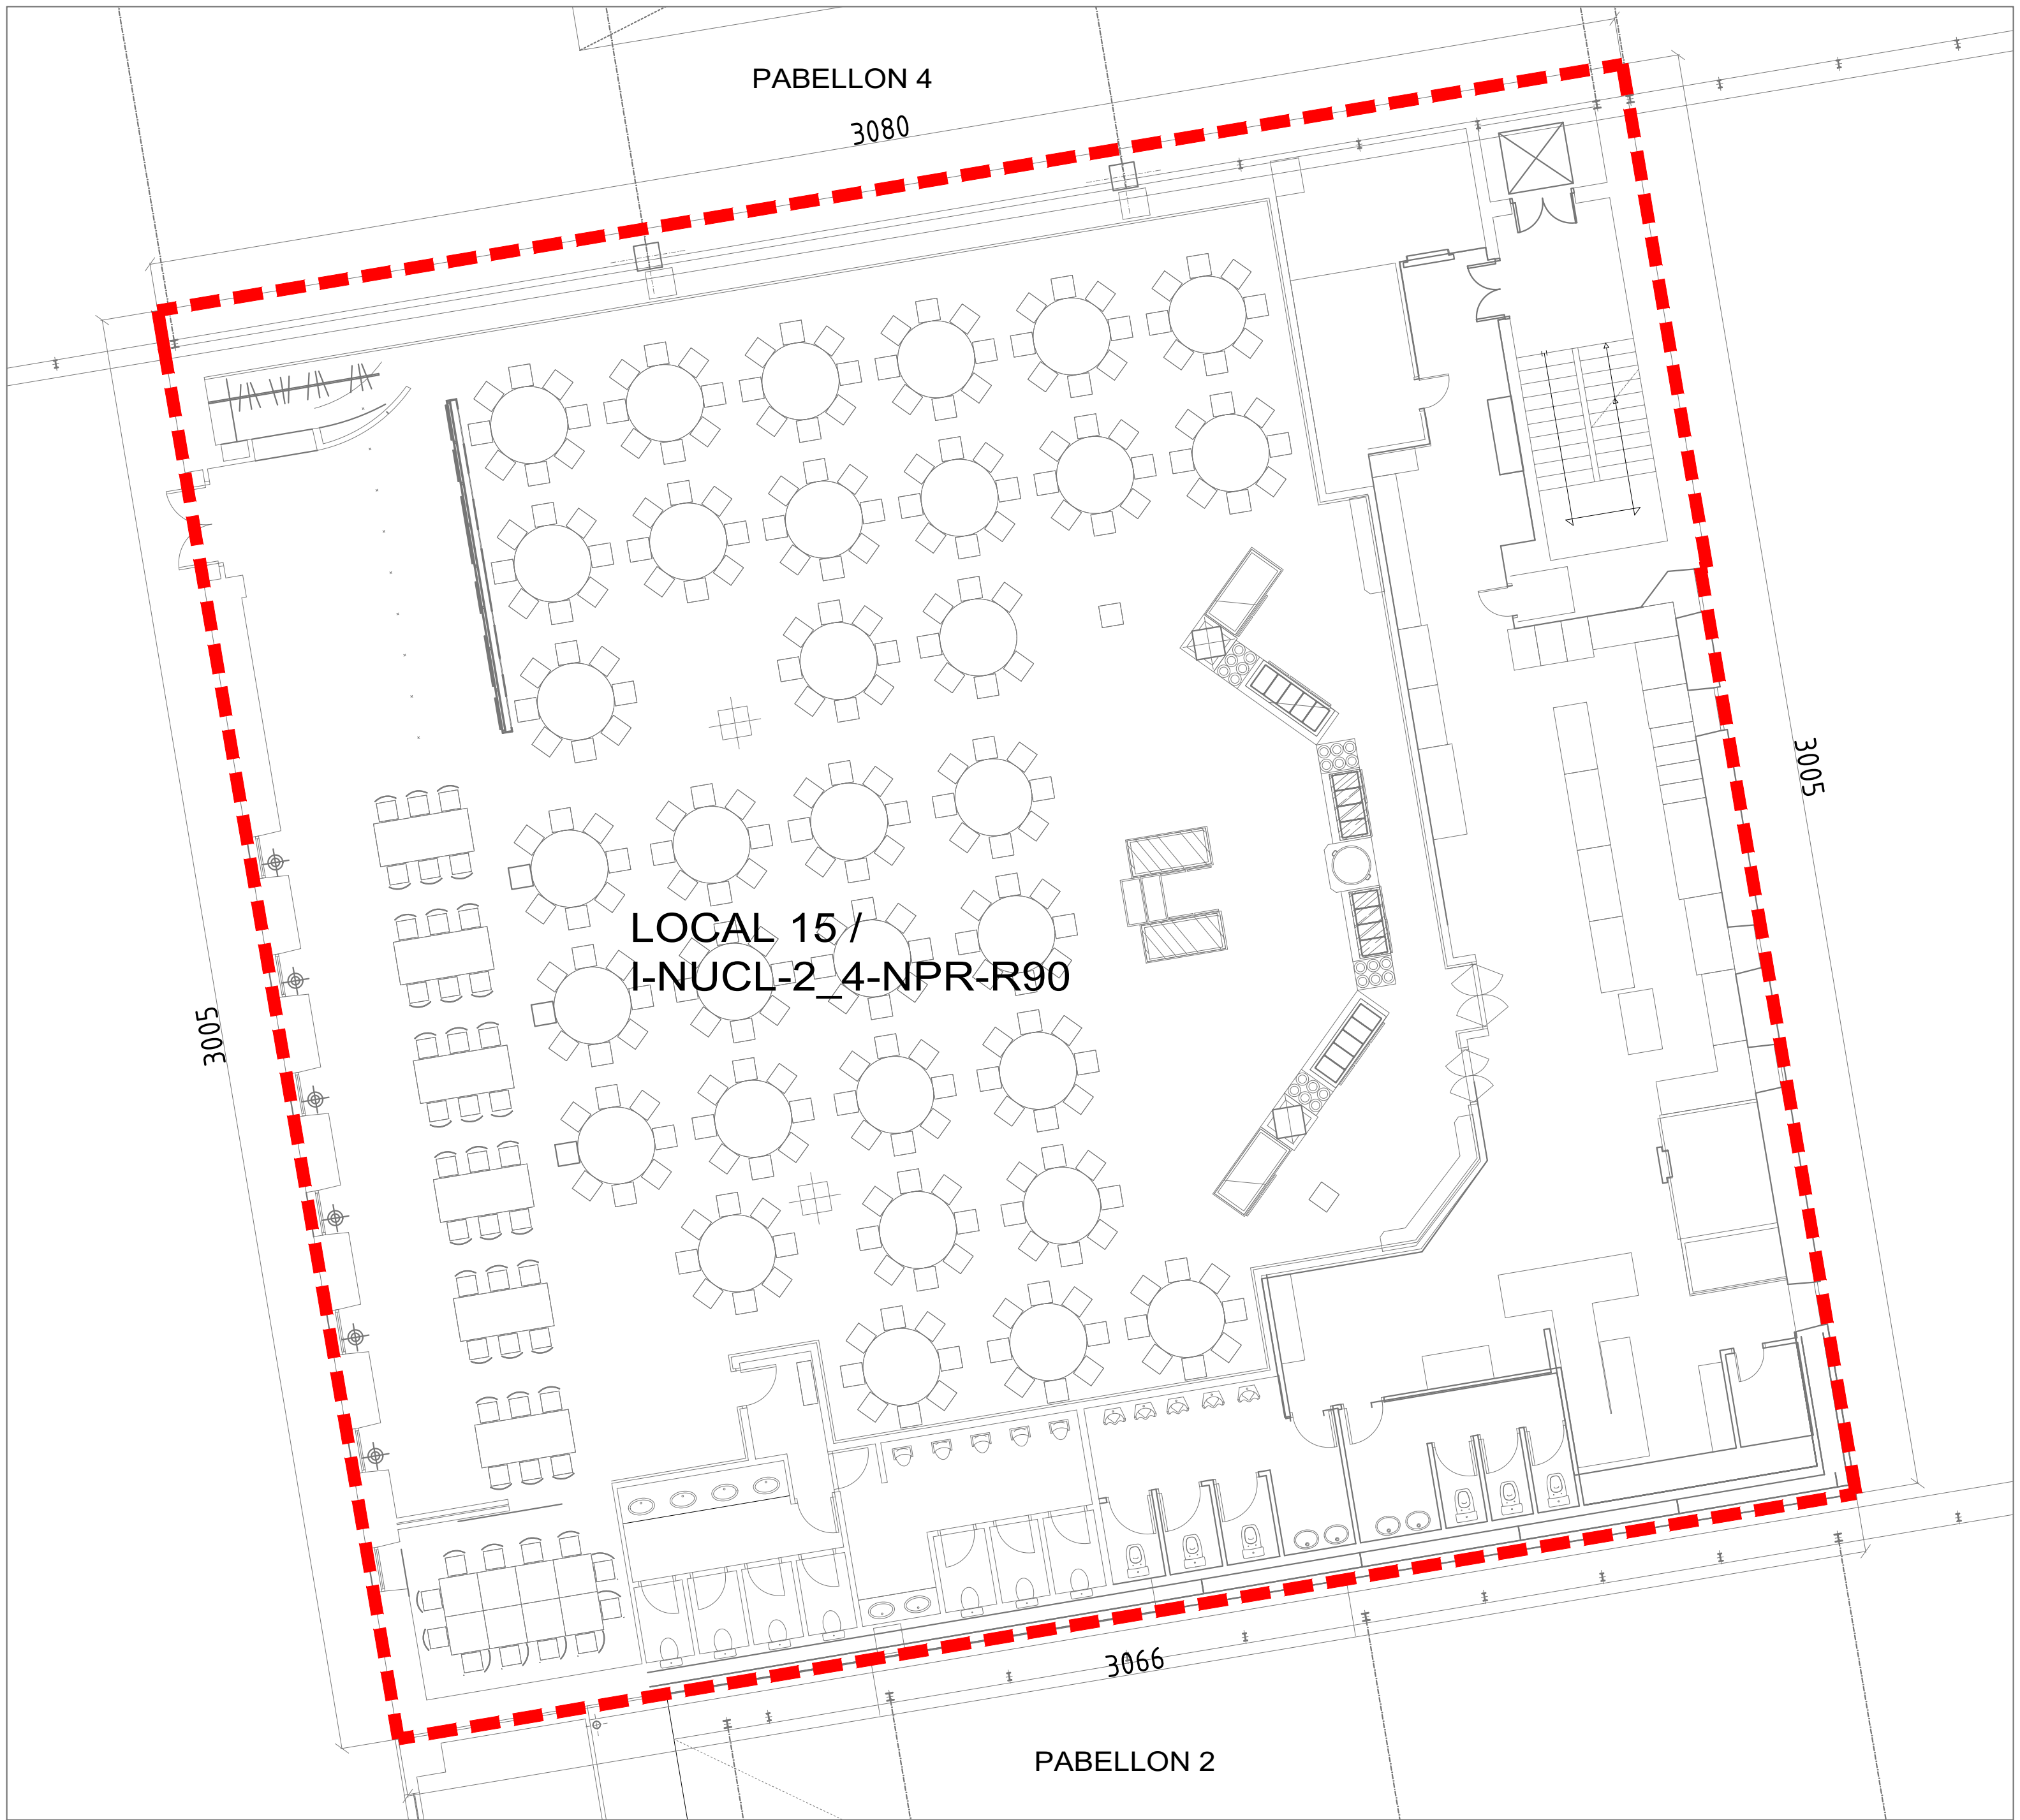 PABELLON 4
3080
3005
LOCAL 15 /
I-NUCL-2_4-NPR-R90
3005
3066
PABELLON 2